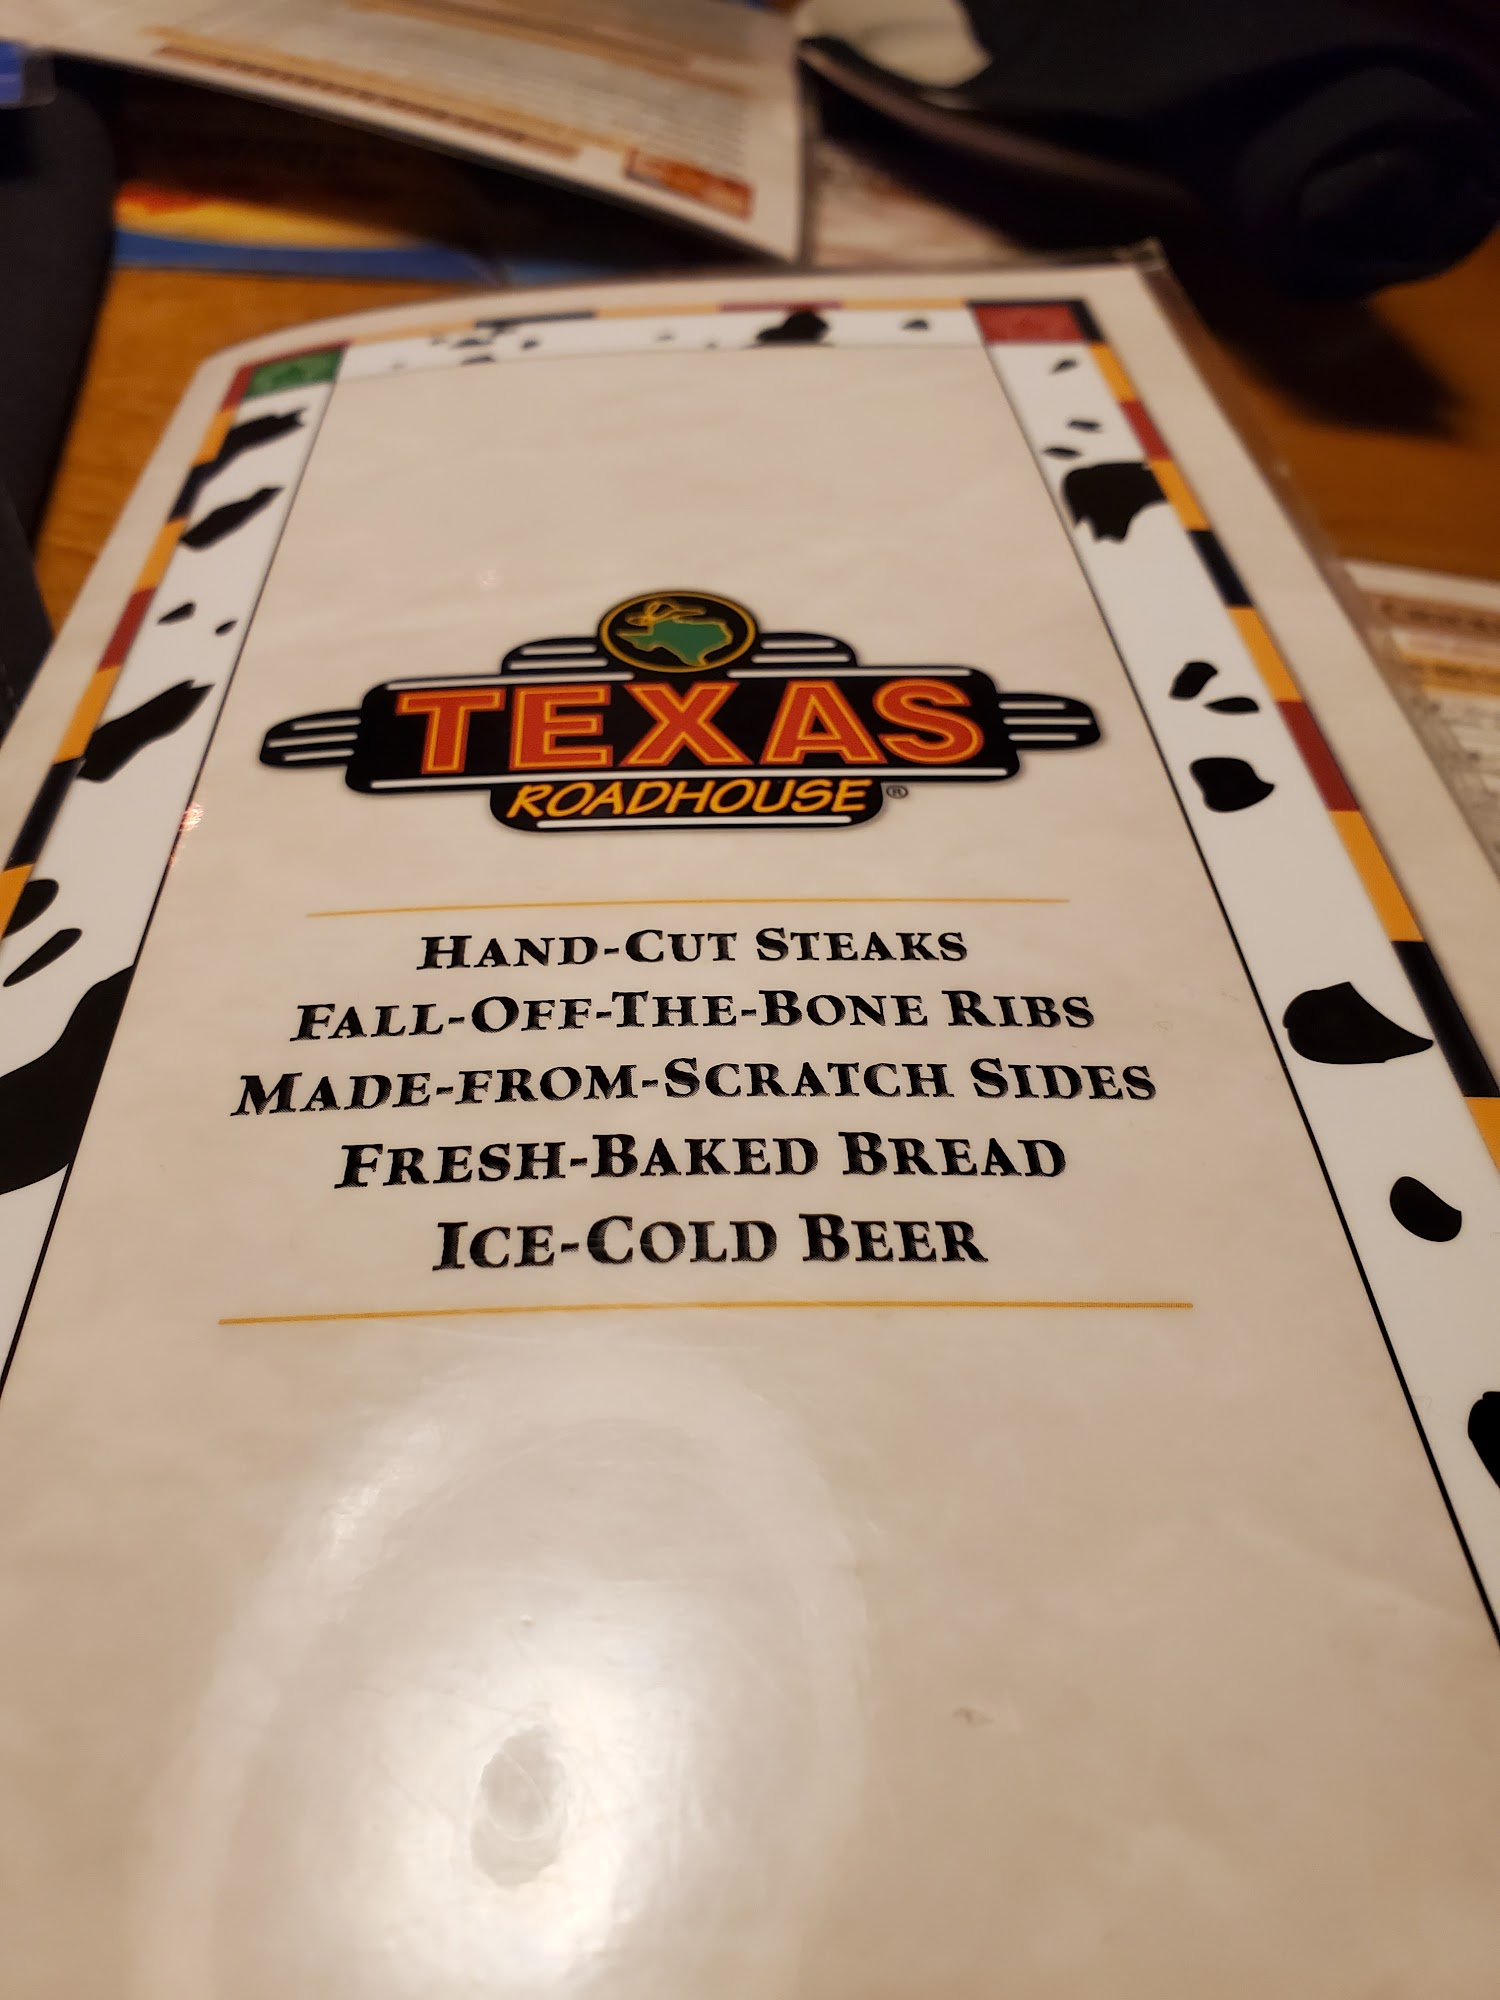 TEXAS
ROADHOUSE®
HAND-CUT STEAKS
FALL-OFF-THE-BONE RIBS
MADE-FROM-SCRATCH SIDES
FRESH-BAKED BREAD
ICE-COLD BEER